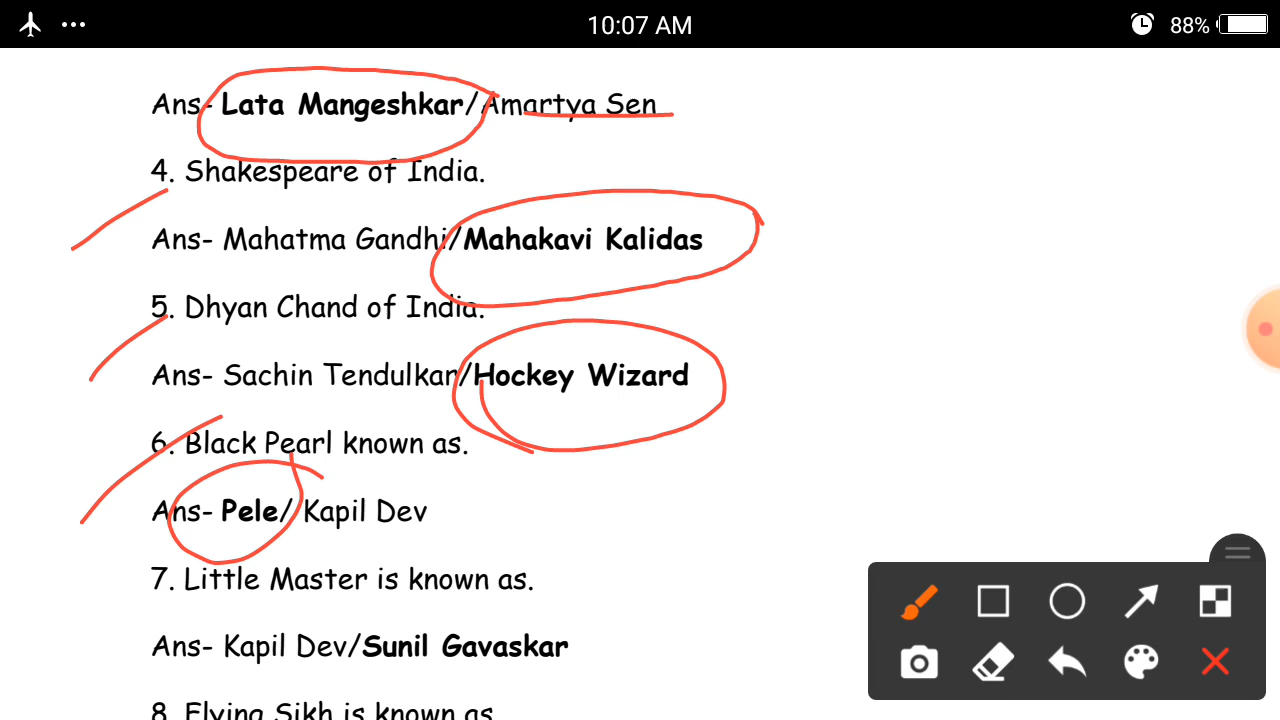 10:07 AM
88%
Ans- Lata Mangeshkar/Amartya Sen
4. Shakespeare of India.
Ans- Mahatma Gandhi/Mahakavi Kalidas
5. Dhyan Chand of India.
Ans- Sachin Tendulkar/Hockey Wizard
6. Black Pearl known as.
Ans- Pele/ Kapil Dev
7. Little Master is known as.
Ans- Kapil Dev/Sunil Gavaskar
8. Flying Sikh is known as